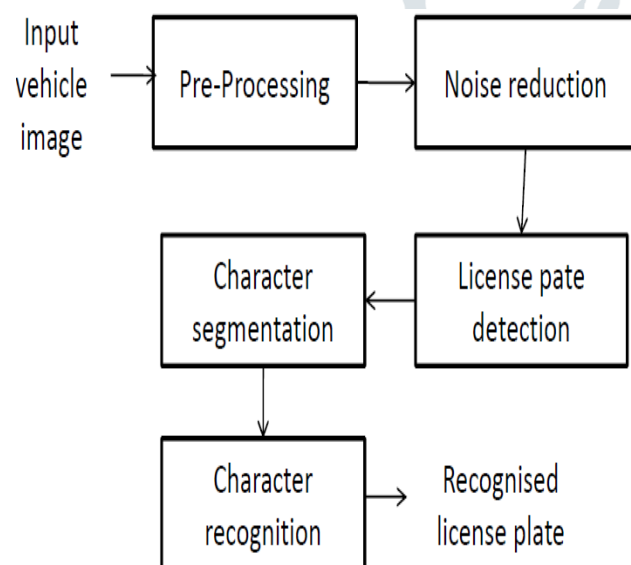 Input
vehicle
image
Pre-Processing
Noise reduction
License pate
detection
Character
segmentation
Character
recognition
Recognised
license plate